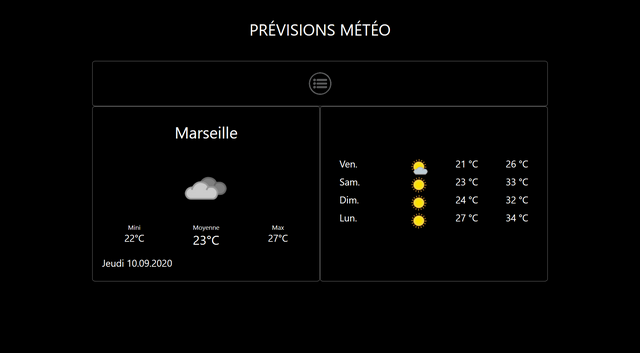 PRÉVISIONS MÉTÉO
Marseille
Mini Moyenne Max
22°C 23°C 27°C
Jeudi 10.09.2020
Ven. 21 °C 26 °C
Sam. 23 °C 33 °C
Dim. 24 °C 32 °C
Lun. 27 °C 34 °C